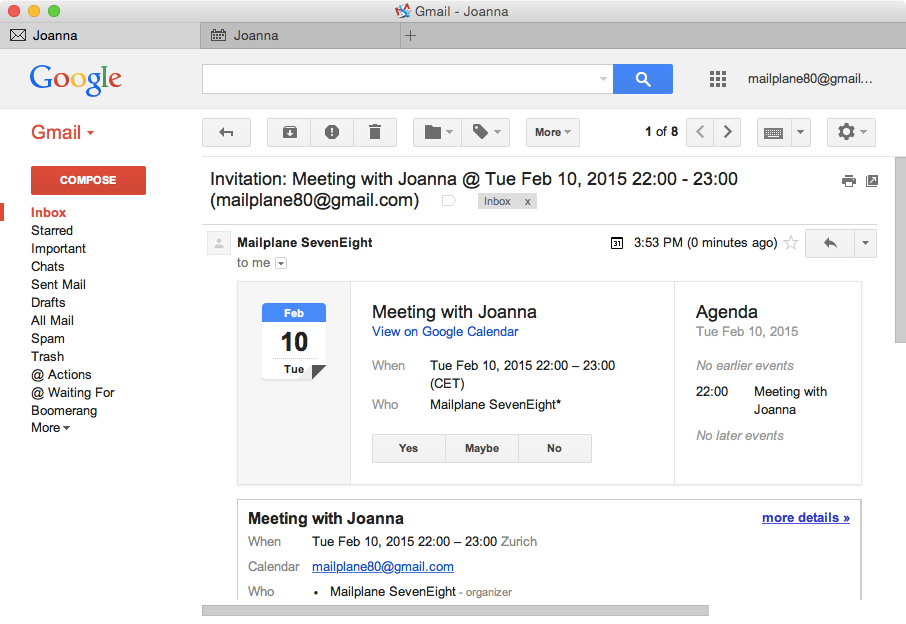 Gmail - Joanna
Joanna
Joanna
Google
mailplane80@gmail...
Gmail
More
1 of 8
COMPOSE
Inbox
Starred
Important
Chats
Sent Mail
Drafts
All Mail
Spam
Trash
@ Actions
@ Waiting For
Boomerang
More
Invitation: Meeting with Joanna @ Tue Feb 10, 2015 22:00 - 23:00
(mailplane80@gmail.com)
Inbox x
Mailplane SevenEight
31 3:53 PM (0 minutes ago)
to me
Feb
10
Tue
Meeting with Joanna
View on Google Calendar
When Tue Feb 10, 2015 22:00 – 23:00
(CET)
Who Mailplane SevenEight*
Yes Maybe No
Agenda
Tue Feb 10, 2015
No earlier events
22:00 Meeting with
Joanna
No later events
Meeting with Joanna
more details »
When Tue Feb 10, 2015 22:00 – 23:00 Zurich
Calendar mailplane80@gmail.com
Who • Mailplane SevenEight - organizer